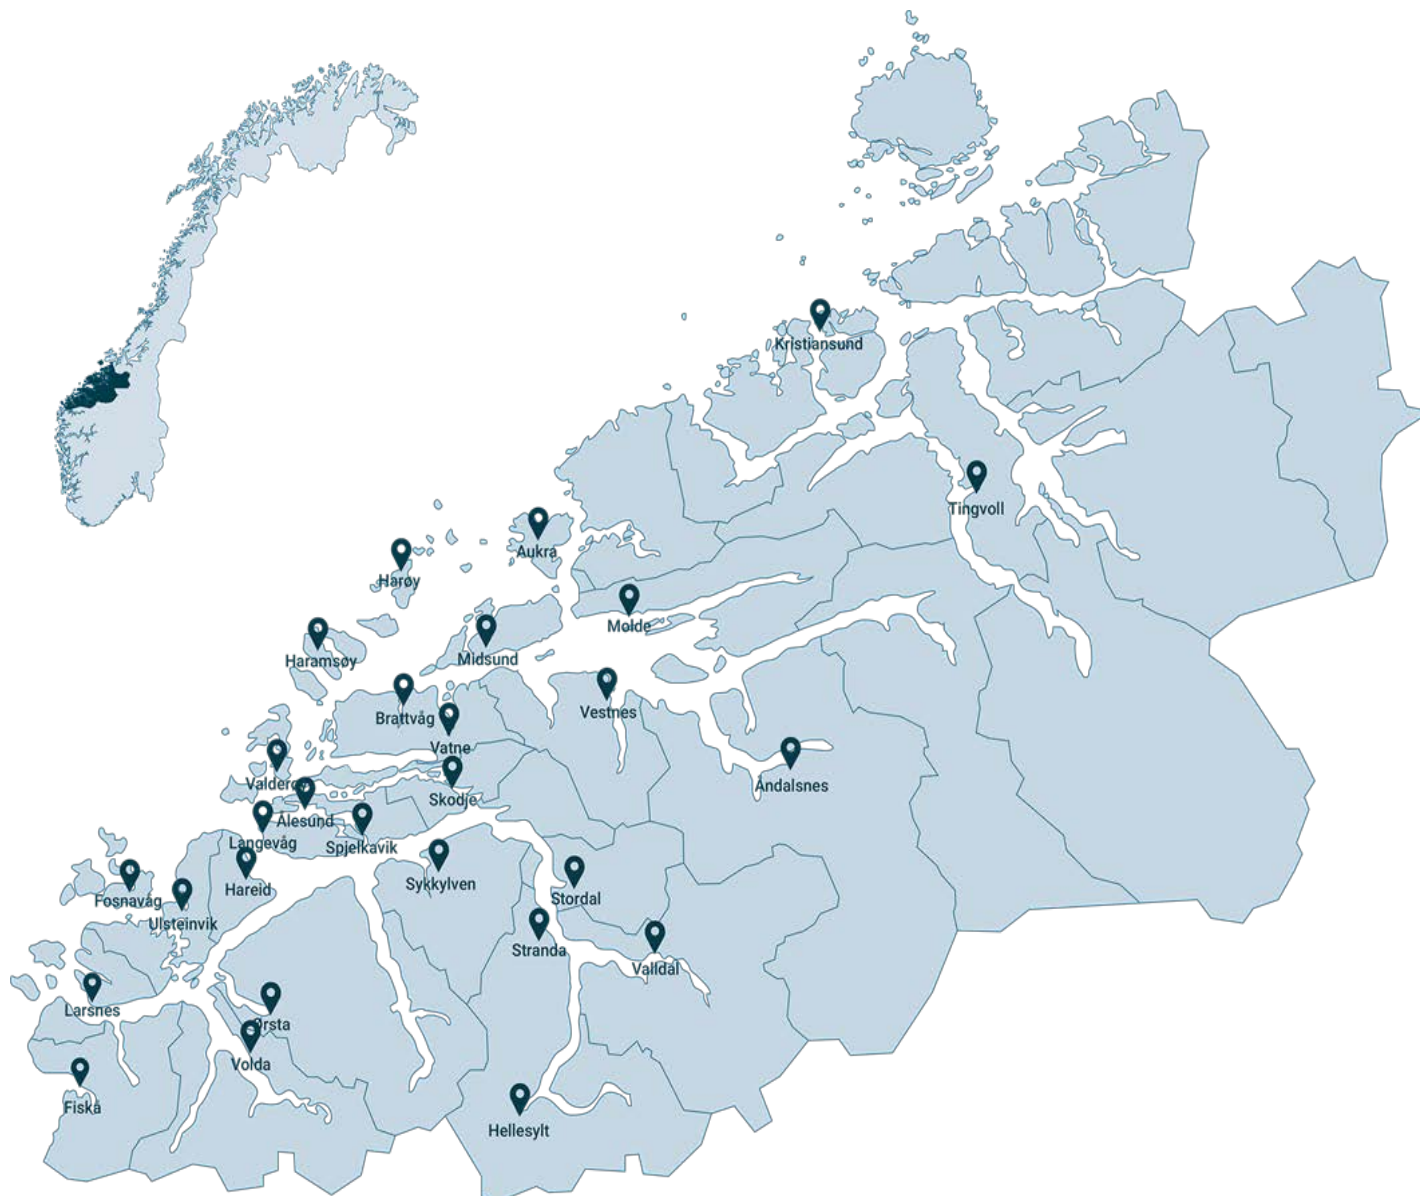 Kristiansund
Tingvoll
Aukra
Harøy
Molde
Haramsøy
Midsund
Vestnes
Brattvåg
Vatne
Valderøy
Åndalsnes
Skodje
Ålesund
Langevåg
Spjelkavik
Sykkylven
Hareid
Stordal
Fosnavåg
Ulsteinvik
Stranda
Valldal
Larsnes
Ørsta
Volda
Fiskå
Hellesylt